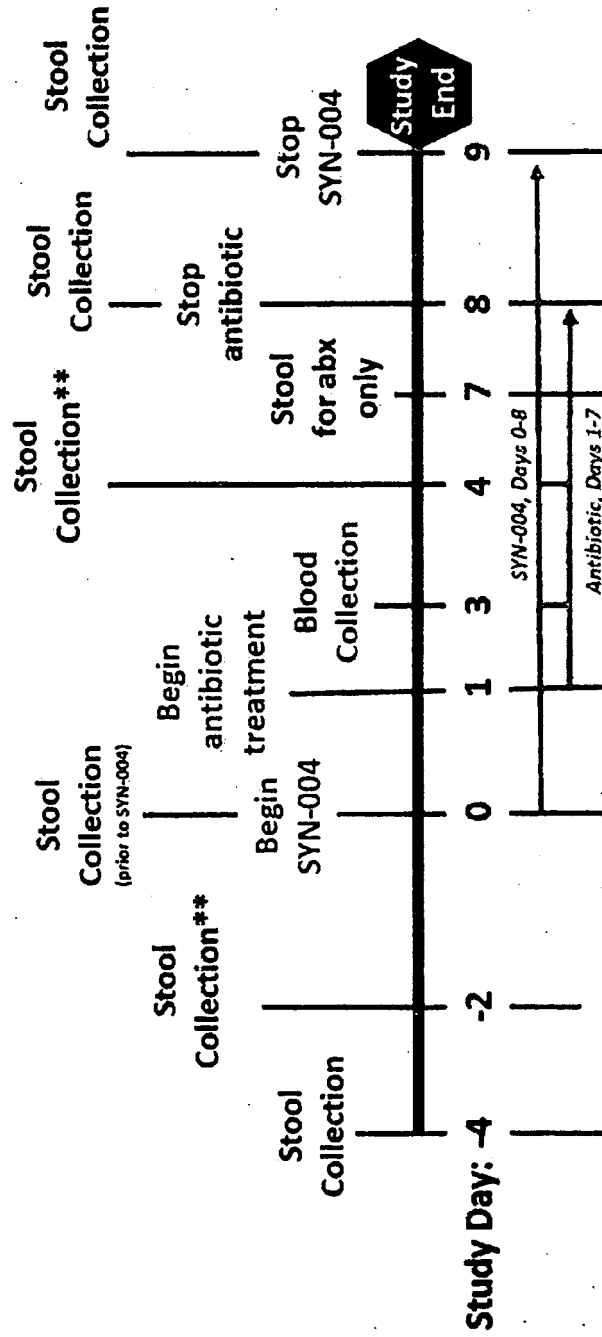 Stool
Collection
Stool
Collection**
Stool
Collection
(prior to SYN-004)
Begin
SYN-004
Begin
antibiotic
treatment
Blood
Collection
Stool
Collection**
Stool
for abx
only
Stool
Collection
Stop
antibiotic
Stool
Collection
Stop
SYN-004
Study
End
Study Day: -4 -2 0 1 3 4 7 8 9
SYN-004, Days 0-8
Antibiotic, Days 1-7